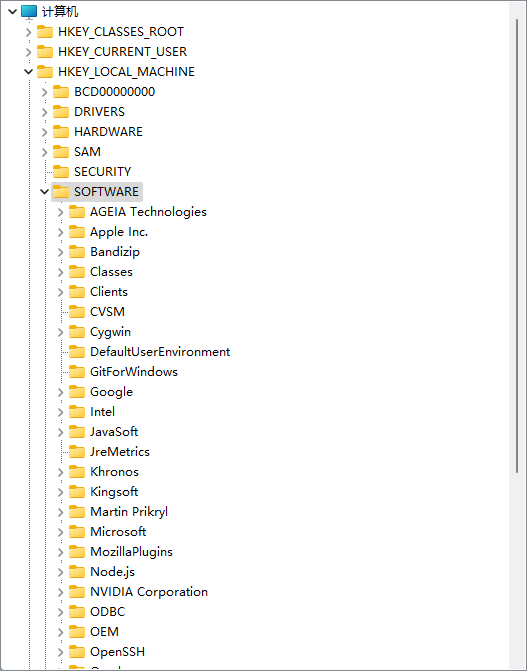 计算机
HKEY_CLASSES_ROOT
HKEY_CURRENT_USER
HKEY_LOCAL_MACHINE
BCD00000000
DRIVERS
HARDWARE
SAM
SECURITY
SOFTWARE
AGEIA Technologies
Apple Inc.
Bandizip
Classes
Clients
CVSM
Cygwin
DefaultUserEnvironment
GitForWindows
Google
Intel
JavaSoft
JreMetrics
Khronos
Kingsoft
Martin Prikryl
Microsoft
MozillaPlugins
Node.js
NVIDIA Corporation
ODBC
OEM
OpenSSH